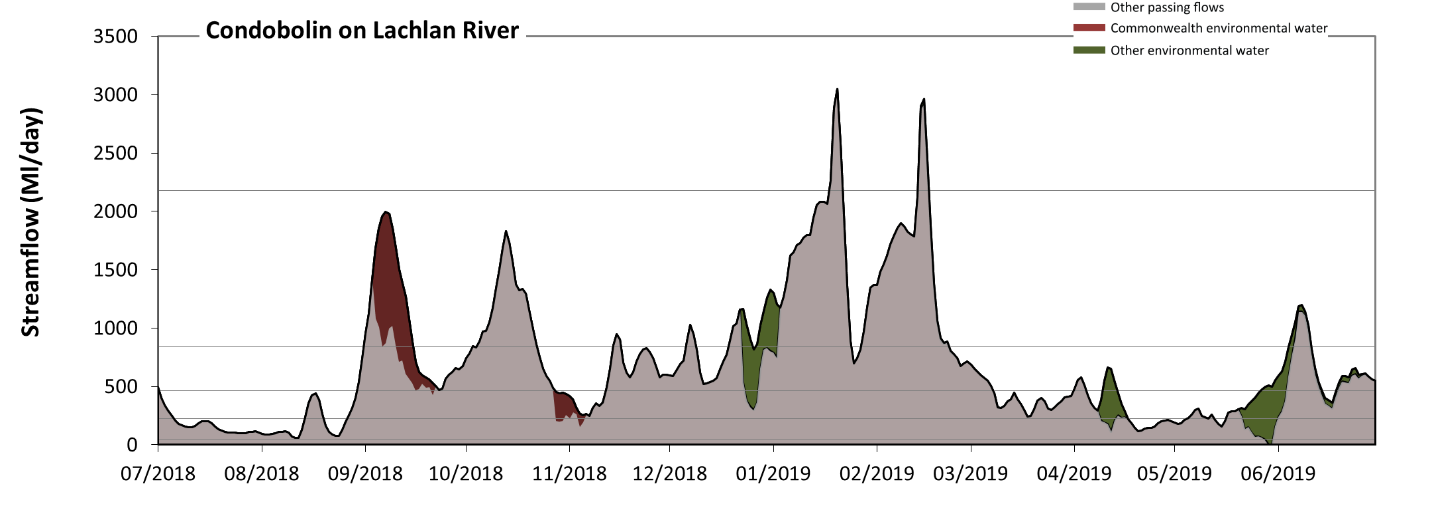 Other passing flows
Condobolin on Lachlan River
Commonwealth environmental water
Other environmental water
Streamflow (Ml/day)
3500
3000
2500
2000
1500
1000
500
0
07/2018 08/2018 09/2018 10/2018 11/2018 12/2018 01/2019 02/2019 03/2019 04/2019 05/2019 06/2019